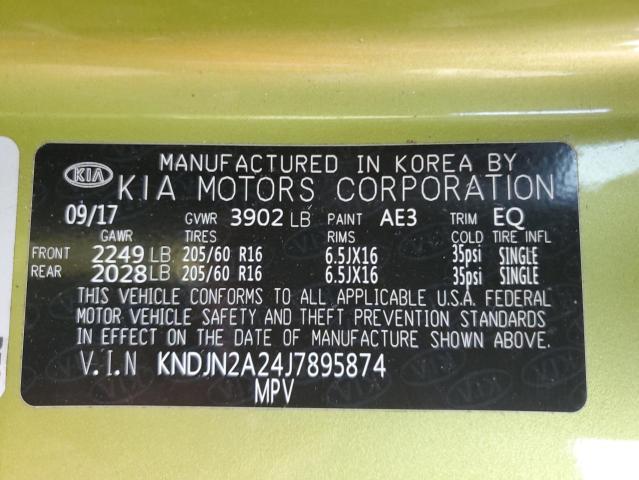 KIA MANUFACTURED IN KOREA BY
KIA MOTORS CORPORATION
09/17 GVWR 3902 LB PAINT AE3 TRIM EQ
GAWR TIRES RIMS COLD TIRE INFL
FRONT 2249 LB 205/60 R16 6.5JX16 35psi SINGLE
REAR 2028 LB 205/60 R16 6.5JX16 35psi SINGLE
THIS VEHICLE CONFORMS TO ALL APPLICABLE U.S.A. FEDERAL
MOTOR VEHICLE SAFETY AND THEFT PREVENTION STANDARDS
IN EFFECT ON THE DATE OF MANUFACTURE SHOWN ABOVE.
V.I.N KNDJN2A24J7895874
MPV